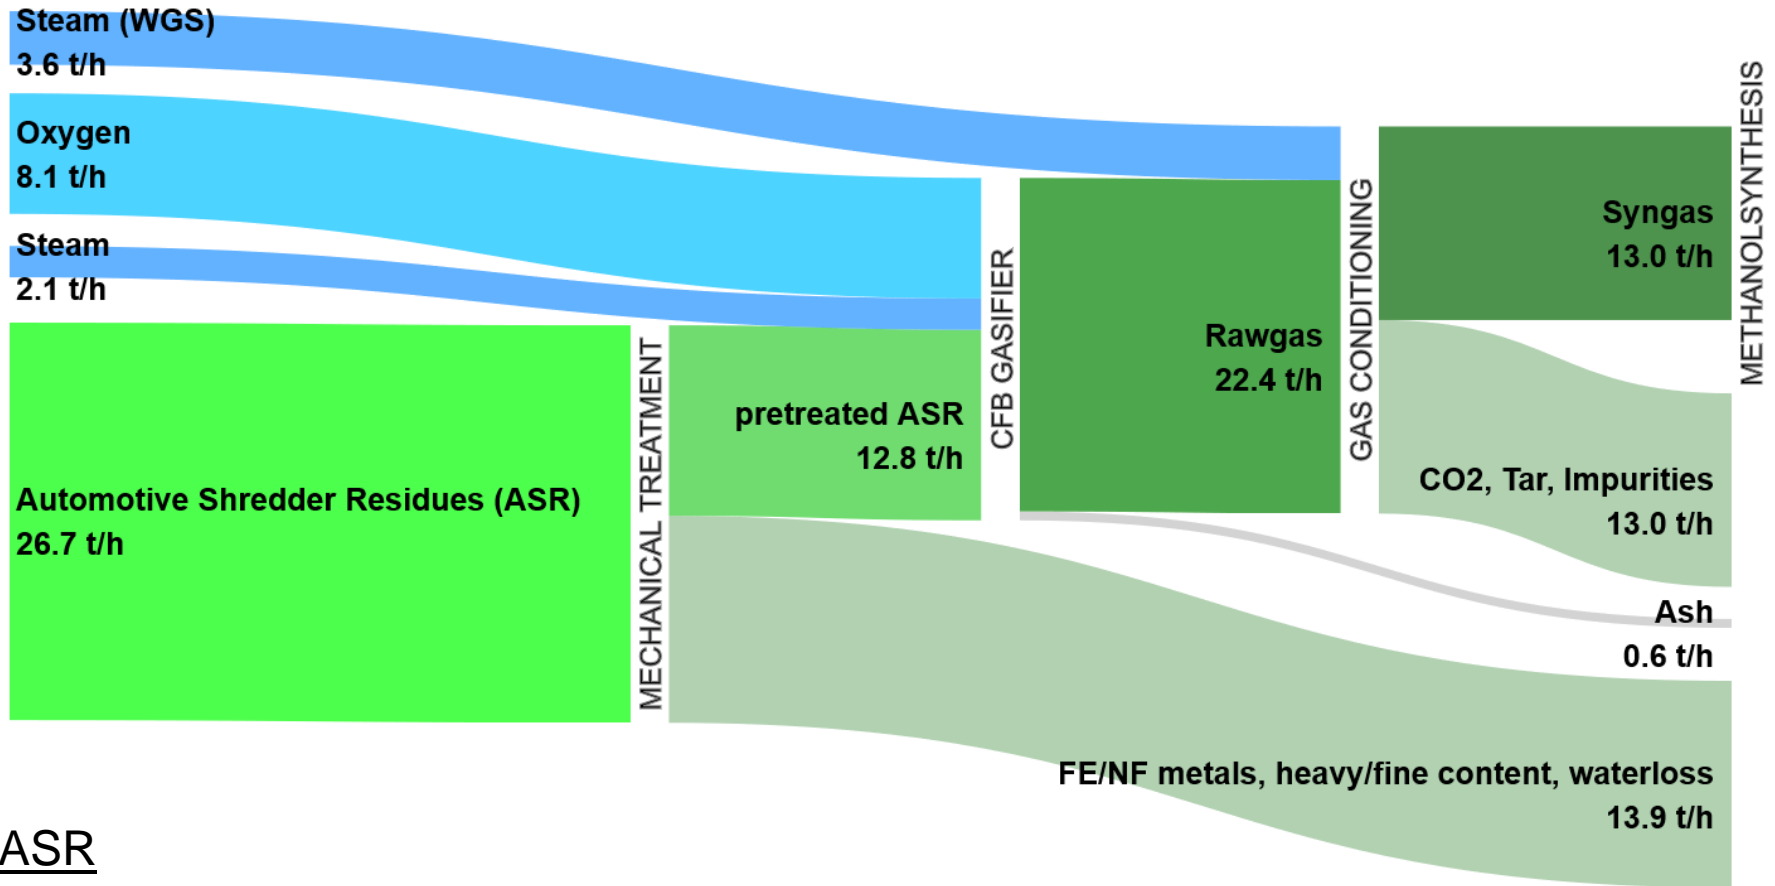 Steam (WGS)
3.6 t/h
Oxygen
8.1 t/h
Steam
2.1 t/h
Automotive Shredder Residues (ASR)
26.7 t/h
MECHANICAL TREATMENT
pretreated ASR
12.8 t/h
CFB GASIFIER
Rawgas
22.4 t/h
GAS CONDITIONING
Syngas
13.0 t/h
METHANOLSYNTHESIS
CO2, Tar, Impurities
13.0 t/h
Ash
0.6 t/h
FE/NF metals, heavy/fine content, waterloss
13.9 t/h
ASR